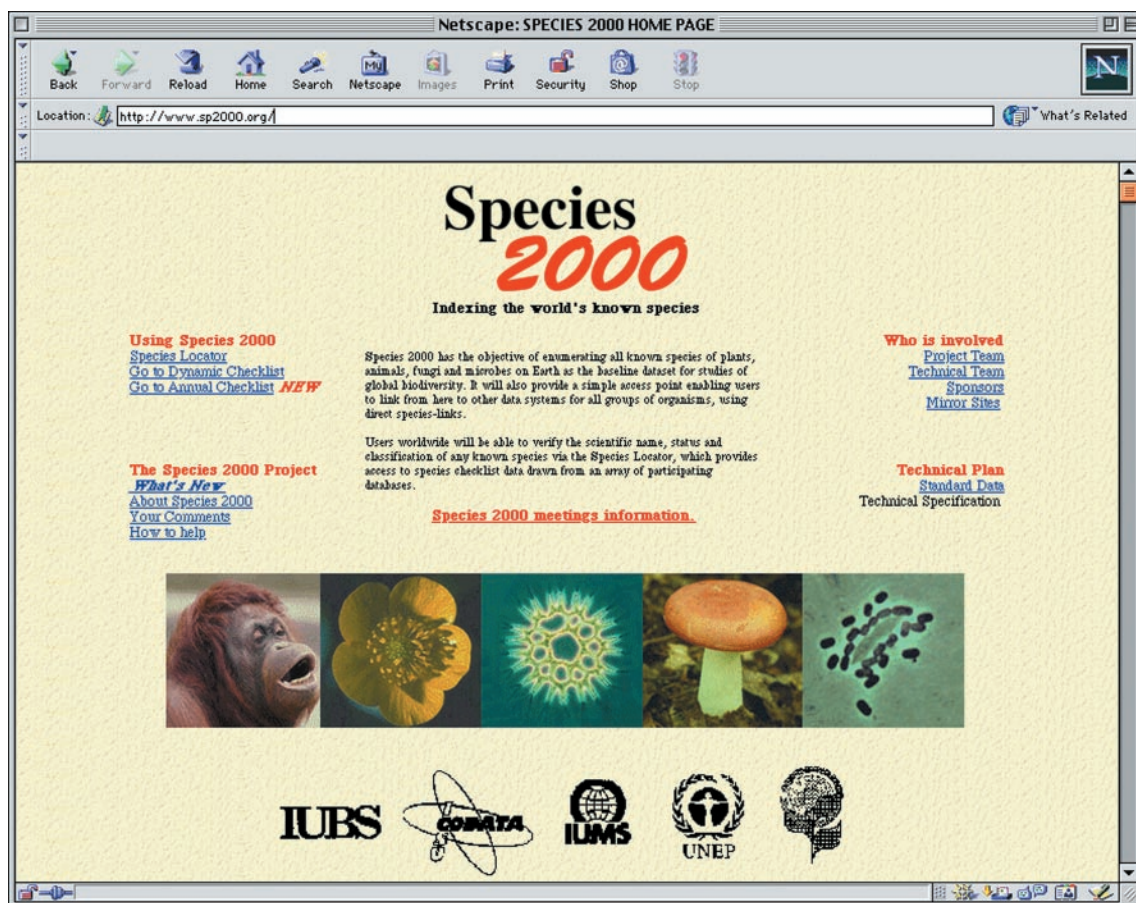 Netscape: SPECIES 2000 HOME PAGE
Back Forward Reload Home Search Netscape Images Print Security Shop Stop
My
N
Location: http://www.sp2000.org/ What's Related
Species
2000
Indexing the world's known species
Using Species 2000
Species Locator
Go to Dynamic Checklist
Go to Annual Checklist NEW
The Species 2000 Project
What's New
About Species 2000
Your Comments
How to help
Species 2000 has the objective of enumerating all known species of plants,
animals, fungi and microbes on Earth as the baseline dataset for studies of
global biodiversity. It will also provide a simple access point enabling users
to link from here to other data systems for all groups of organisms, using
direct species-links.
Users worldwide will be able to verify the scientific name, status and
classification of any known species via the Species Locator, which provides
access to species checklist data drawn from an array of participating
databases.
Species 2000 meetings information.
Who is involved
Project Team
Technical Team
Sponsors
Mirror Sites
Technical Plan
Standard Data
Technical Specification
IUBS
CODATA
IUMS
UNEP